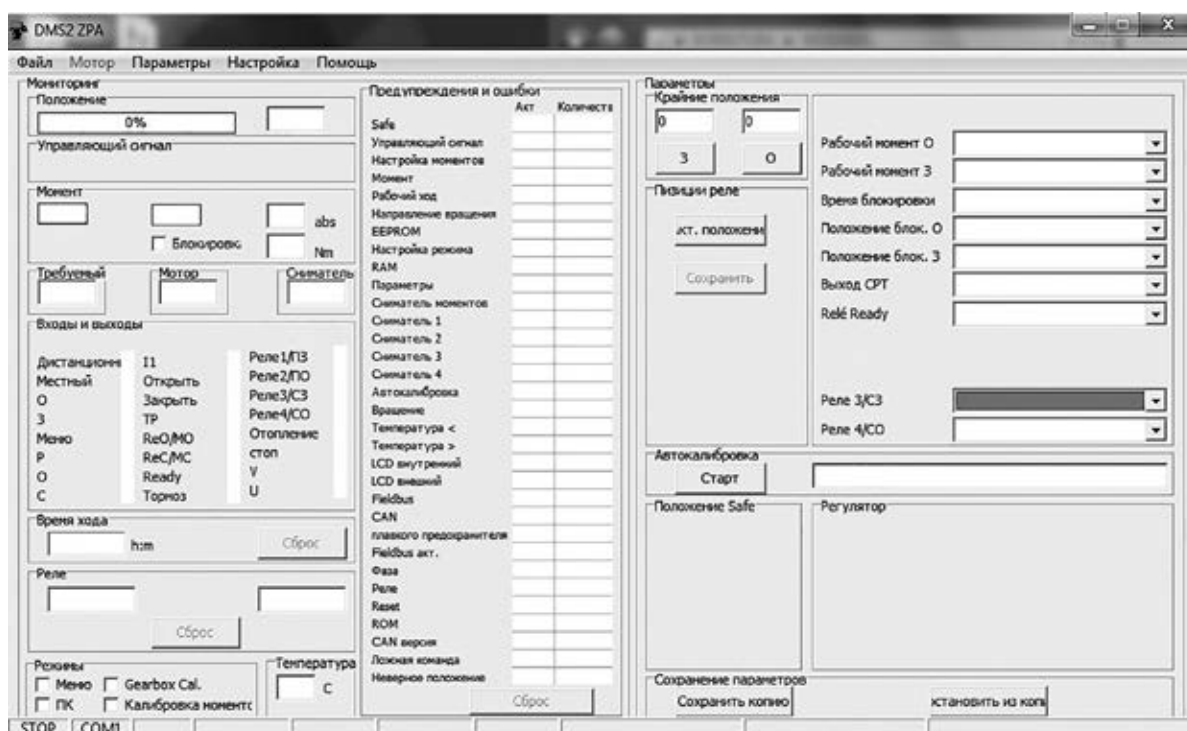 DMS2 ZPA
Файл Мотор Параметры Настройка Помощь
Мониторинг
Положение
0%
Управляющий сигнал
Момент
abs
Блокировка
Nm
Требуемый Мотор Сниматель
Входы и выходы
Дистанционн
Местный
О
З
Меню
Р
О
С
I1
Открыть
Закрыть
ТР
ReO/MO
ReC/MC
Ready
Тормоз
Реле1/ПЗ
Реле2/ПО
Реле3/СЗ
Реле4/СО
Отопление
стоп
V
U
Время хода
h:m
Сброс
Реле
Сброс
Режимы
Меню Gearbox Cal.
ПК Калибровка моментс
Температура
C
Предупреждения и ошибки
Акт Количеств
Safe
Управляющий сигнал
Настройка моментов
Момент
Рабочий ход
Направление вращения
EEPROM
Настройка режима
RAM
Параметры
Сниматель моментов
Сниматель 1
Сниматель 2
Сниматель 3
Сниматель 4
Автокалибровка
Вращение
Температура <
Температура >
LCD внутренний
LCD внешний
Fieldbus
CAN
плавкого предохранителя
Fieldbus акт.
Фаза
Реле
Reset
ROM
CAN версия
Ложная команда
Неверное положение
Сброс
Параметры
Крайние положения
0 0
З О
Позиции реле
кт. положени
Сохранить
Рабочий момент О
Рабочий момент З
Время блокировки
Положение блок. О
Положение блок. З
Выход СРТ
Relé Ready
Реле 3/СЗ
Реле 4/СО
Автокалибровка
Старт
Положение Safe
Регулятор
Сохранение параметров
Сохранить копию
кстановить из копи
STOP COM1